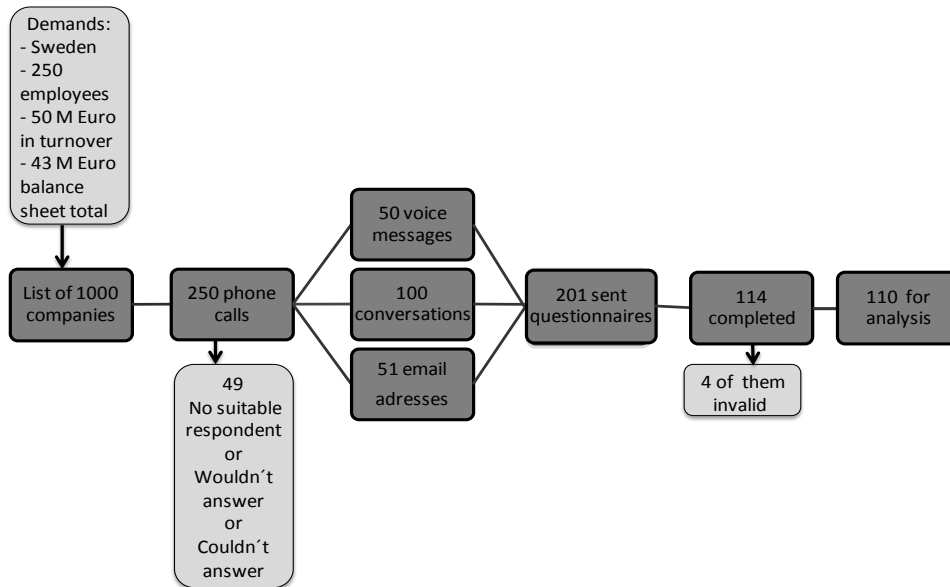 Demands:
- Sweden
- 250
employees
- 50 M Euro
in turnover
- 43 M Euro
balance
sheet total
List of 1000
companies
250 phone
calls
49
No suitable
respondent
or
Wouldn´t
answer
or
Couldn´t
answer
50 voice
messages
100
conversations
51 email
adresses
201 sent
questionnaires
114
completed
4 of them
invalid
110 for
analysis